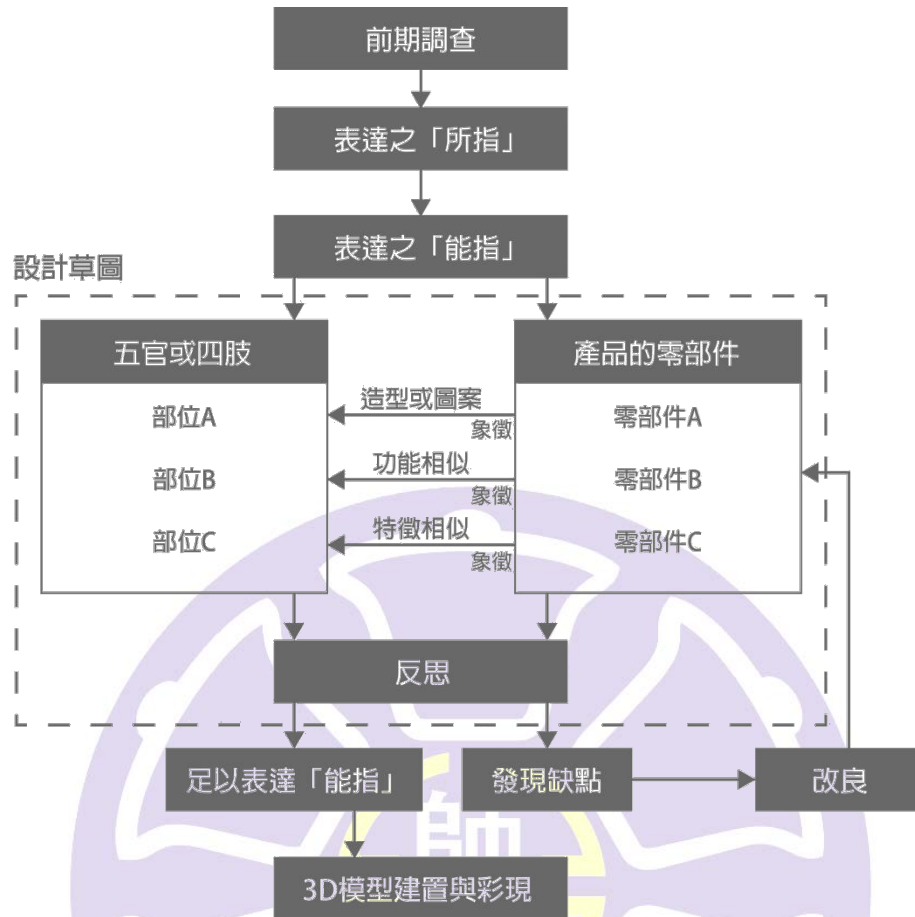 前期調查
表達之「所指」
表達之「能指」
設計草圖
五官或四肢
產品的零部件
部位A
造型或圖案
象徵
零部件A
部位B
功能相似
象徵
零部件B
部位C
特徵相似
象徵
零部件C
反思
足以表達「能指」
發現缺點
改良
師
3D模型建置與彩現